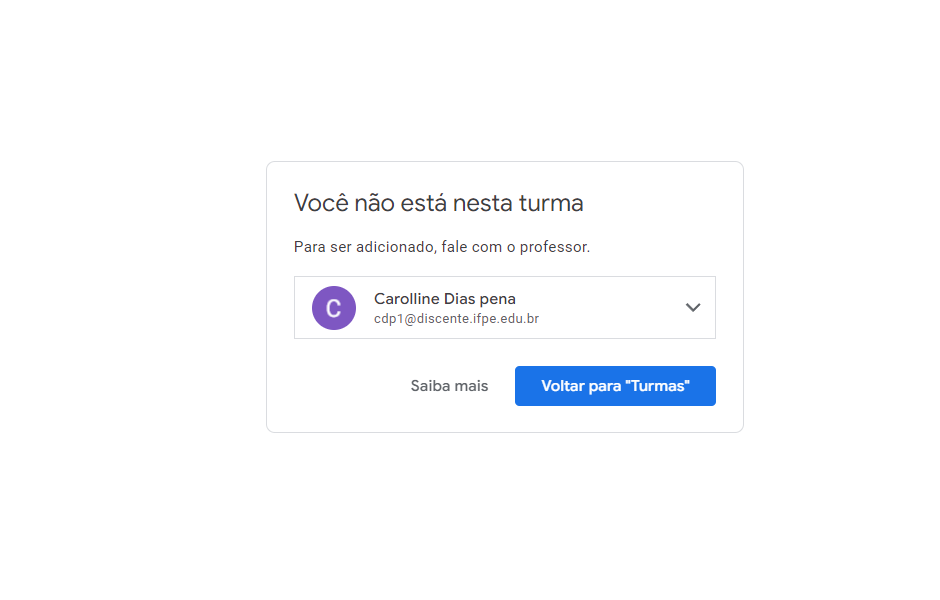 Você não está nesta turma
Para ser adicionado, fale com o professor.
C
Carolline Dias pena
cdp1@discente.ifpe.edu.br
Saiba mais
Voltar para "Turmas"